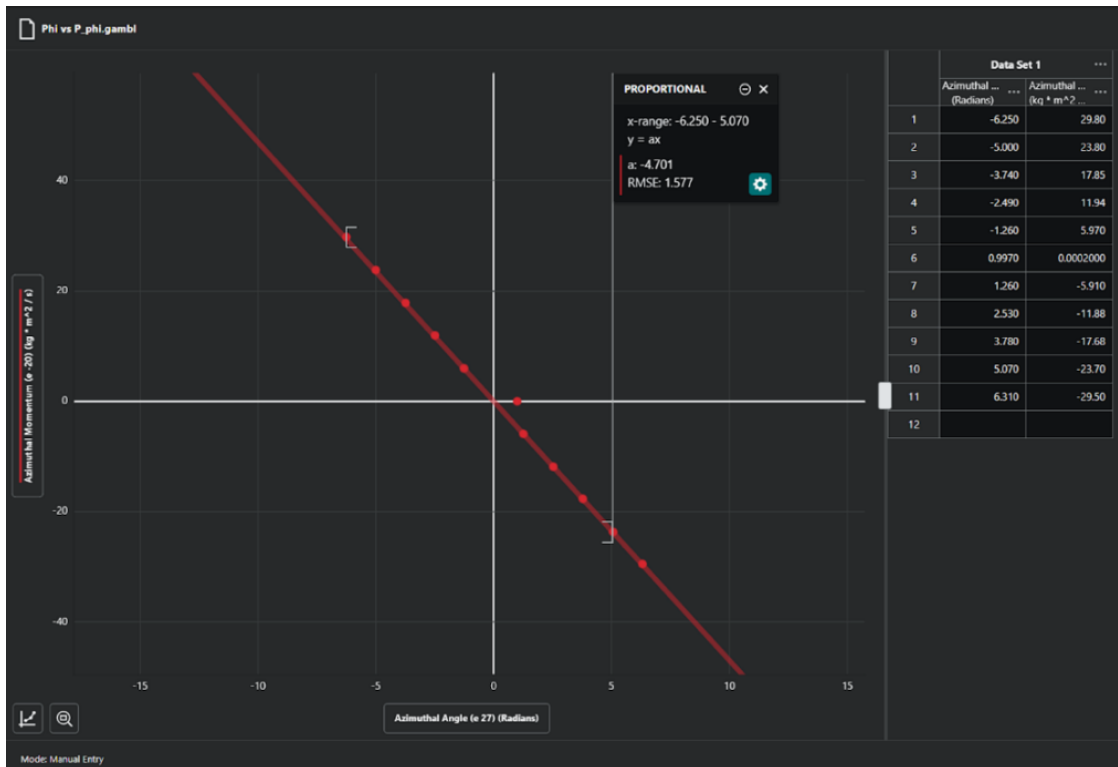 Phi vs P_phi.gambl
Data Set 1 ...
Azimuthal ... ... Azimuthal ... ...
(Radians) (kg * m^2 ...
1 -6.250 29.80
2 -5.000 23.80
3 -3.740 17.85
4 -2.490 11.94
5 -1.260 5.970
6 0.9970 0.0002000
7 1.260 -5.910
8 2.530 -11.88
9 3.780 -17.68
10 5.070 -23.70
11 6.310 -29.50
12
PROPORTIONAL
x-range: -6.250 - 5.070
y = ax
a: -4.701
RMSE: 1.577
Azimuthal Momentum (e -20) (kg * m^2 / s)
40
20
0
-20
-40
-15 -10 -5 0 5 10 15
Azimuthal Angle (e 27) (Radians)
Mode: Manual Entry